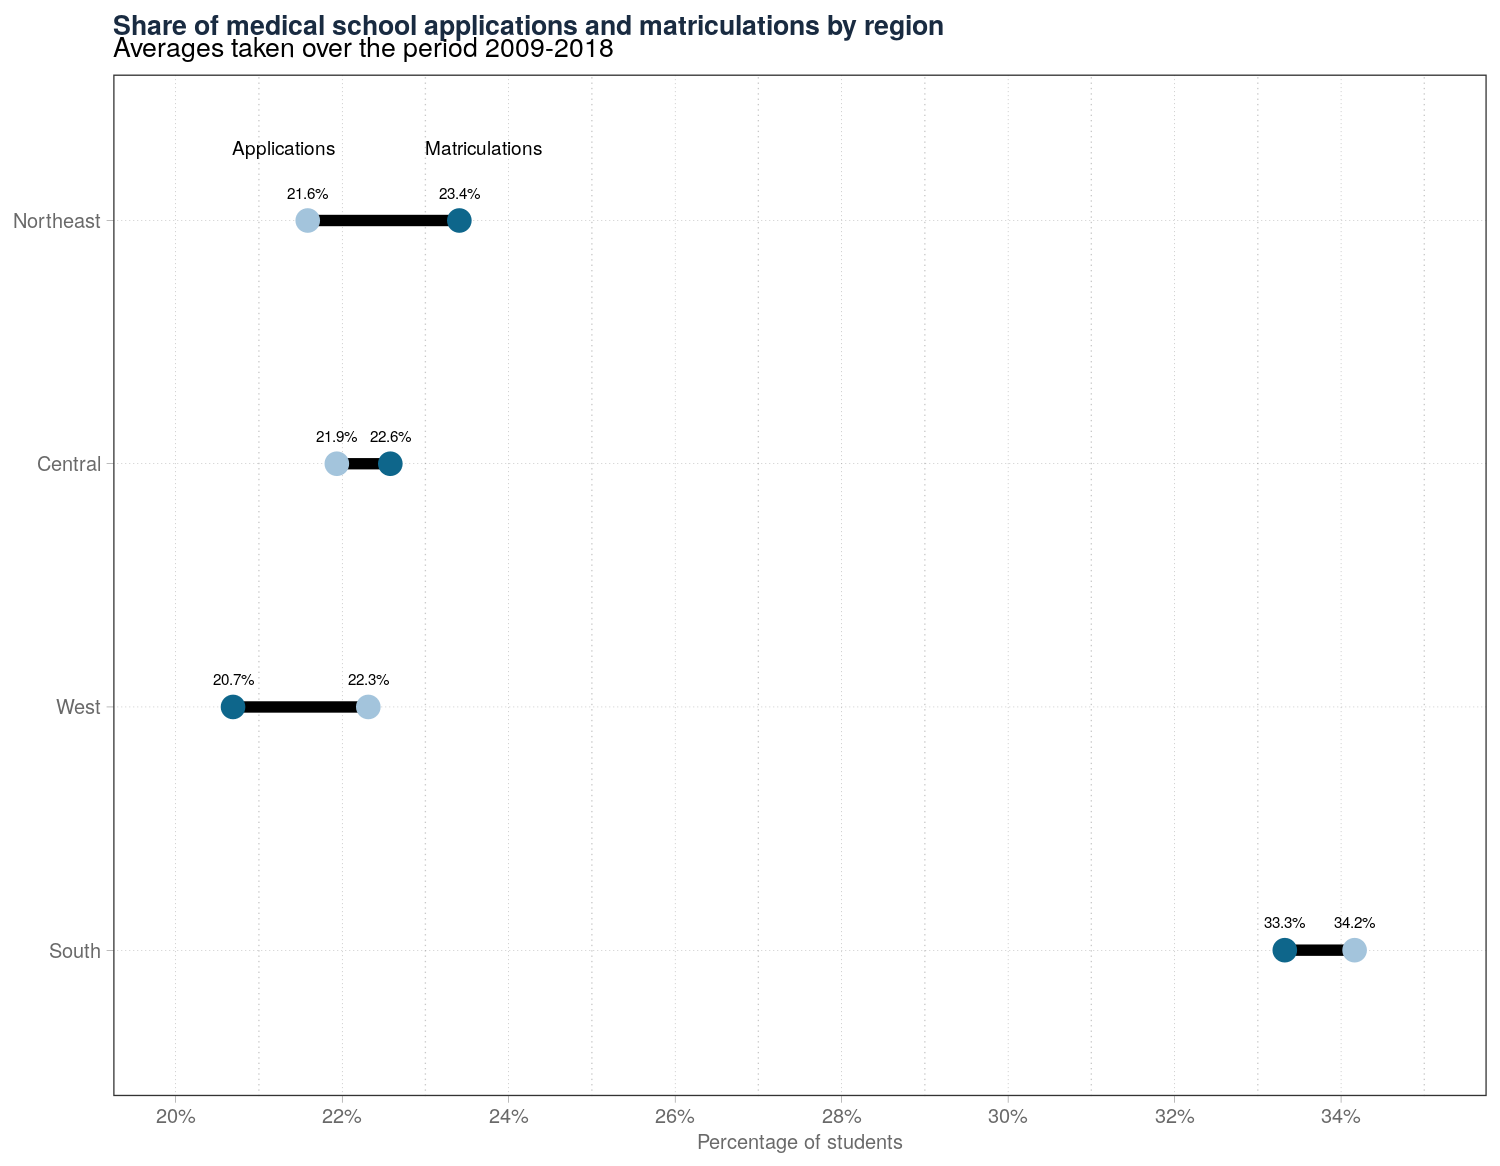 Share of medical school applications and matriculations by region
Averages taken over the period 2009-2018
Applications Matriculations
21.6% 23.4%
Northeast
21.9% 22.6%
Central
20.7% 22.3%
West
33.3% 34.2%
South
20% 22% 24% 26% 28% 30% 32% 34%
Percentage of students